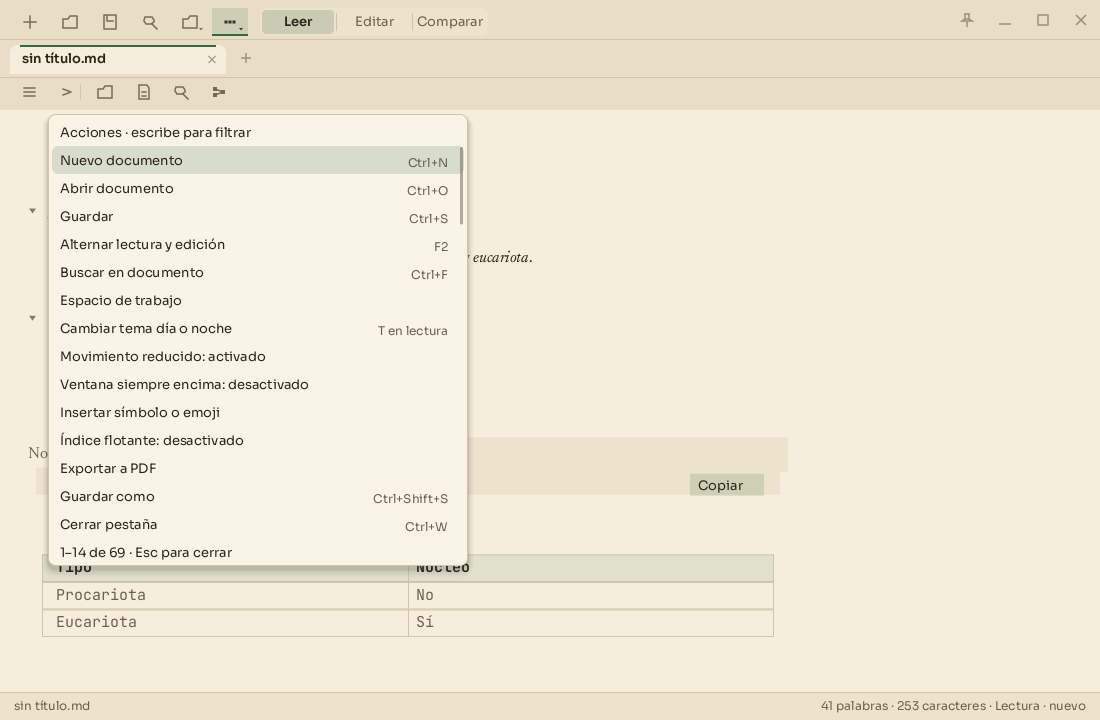 Leer Editar Comparar
sin título.md
Acciones · escribe para filtrar
Nuevo documento Ctrl+N
Abrir documento Ctrl+O
Guardar Ctrl+S
Alternar lectura y edición F2
y eucariota.
Buscar en documento Ctrl+F
Espacio de trabajo
Cambiar tema día o noche T en lectura
Movimiento reducido: activado
Ventana siempre encima: desactivado
Insertar símbolo o emoji
Índice flotante: desactivado
No
Exportar a PDF
Copiar
Guardar como Ctrl+Shift+S
Cerrar pestaña Ctrl+W
1–14 de 69 · Esc para cerrar
Tipo Núcleo
Procariota No
Eucariota Sí
sin título.md 41 palabras · 253 caracteres · Lectura · nuevo